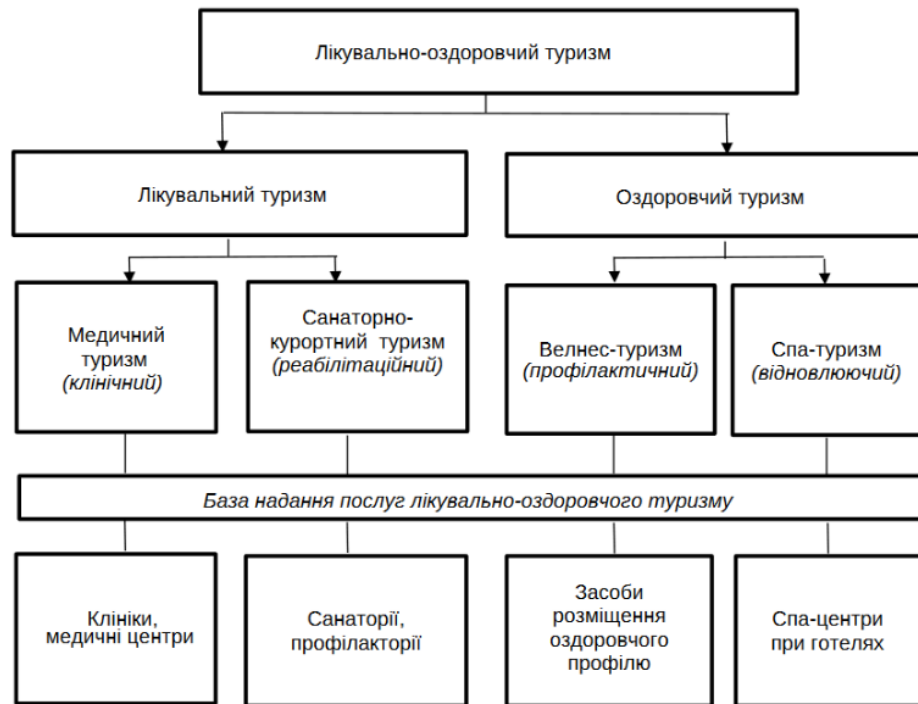 Лікувально-оздоровчий туризм
Лікувальний туризм
Оздоровчий туризм
Медичний
туризм
(клінічний)
Санаторно-
курортний туризм
(реабілітаційний)
Велнес-туризм
(профілактичний)
Спа-туризм
(відновлюючий)
База надання послуг лікувально-оздоровчого туризму
Клініки,
медичні центри
Санаторії,
профілакторії
Засоби
розміщення
оздоровчого
профілю
Спа-центри
при готелях